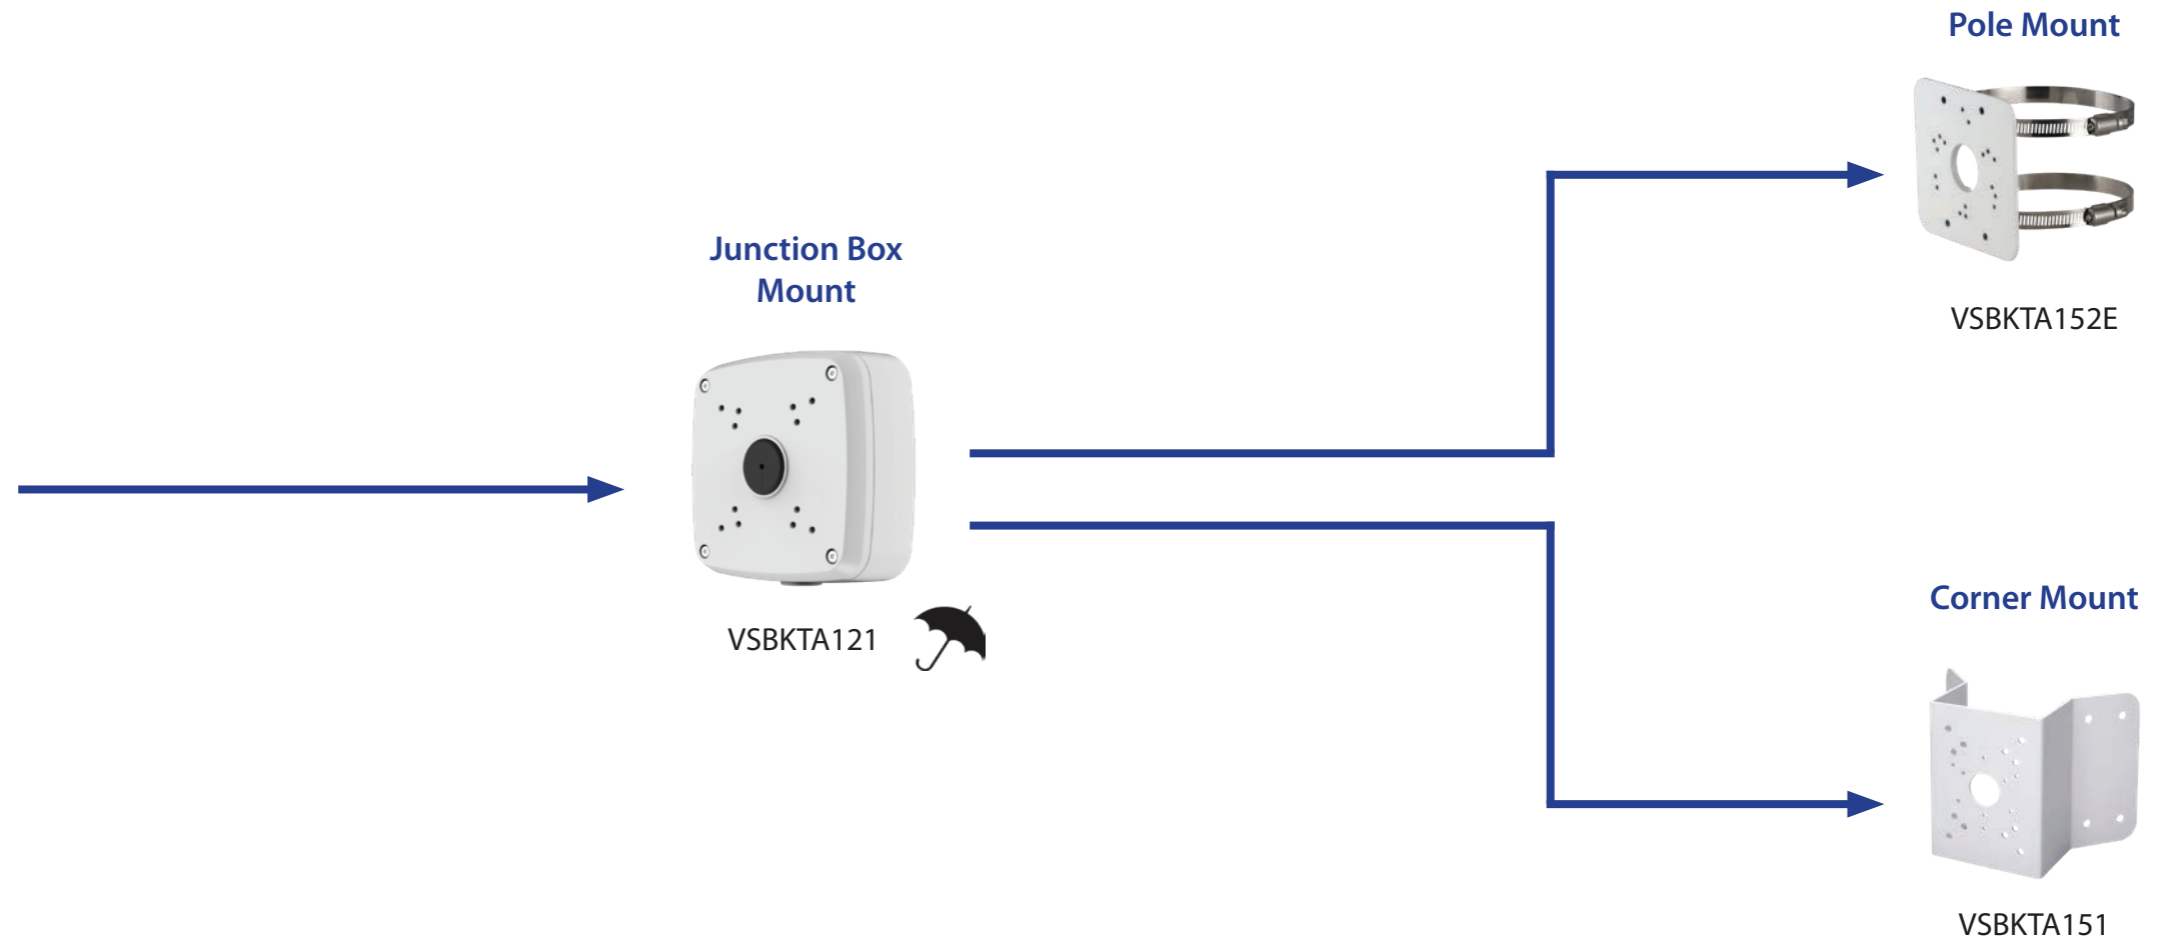 Pole Mount
VSBKTA152E
Junction Box
Mount
VSBKTA121
Corner Mount
VSBKTA151